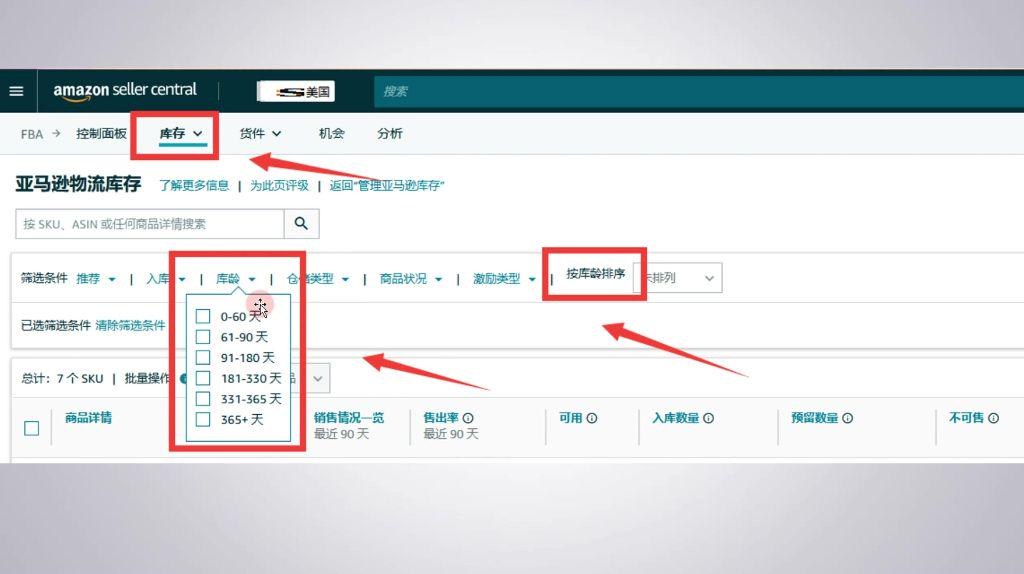 amazon seller central
美国
搜索
FBA → 控制面板 库存 货件 机会 分析
亚马逊物流库存 了解更多信息 | 为此页评级 | 返回“管理亚马逊库存”
按 SKU、ASIN 或任何商品详情搜索
筛选条件 推荐 | 入库 | 库龄 | 仓储类型 | 商品状况 | 激励类型 | 按库龄排序 未排列
0-60 天
已选筛选条件 清除筛选条件
61-90 天
91-180 天
总计: 7 个 SKU | 批量操作 品
181-330 天
331-365 天
365+ 天
商品详情 销售情况一览 售出率 可用 入库数量 预留数量 不可售
最近 90 天 最近 90 天